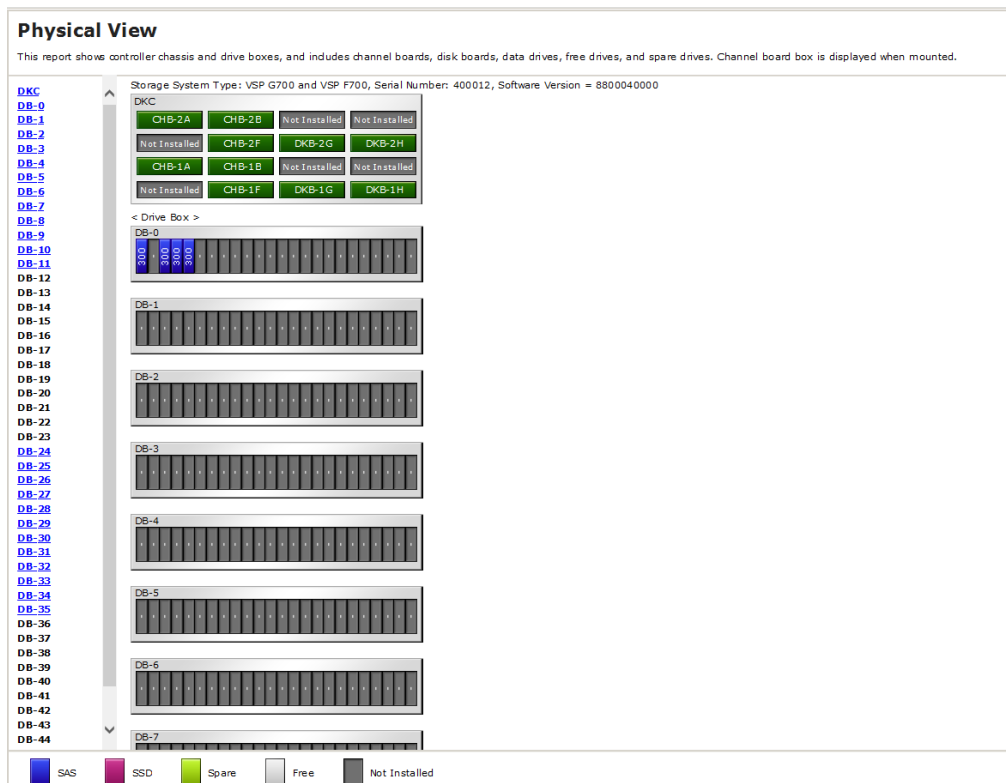 Physical View
This report shows controller chassis and drive boxes, and includes channel boards, disk boards, data drives, free drives, and spare drives. Channel board box is displayed when mounted.
DKC
DB-0
DB-1
DB-2
DB-3
DB-4
DB-5
DB-6
DB-7
DB-8
DB-9
DB-10
DB-11
DB-12
DB-13
DB-14
DB-15
DB-16
DB-17
DB-18
DB-19
DB-20
DB-21
DB-22
DB-23
DB-24
DB-25
DB-26
DB-27
DB-28
DB-29
DB-30
DB-31
DB-32
DB-33
DB-34
DB-35
DB-36
DB-37
DB-38
DB-39
DB-40
DB-41
DB-42
DB-43
DB-44
Storage System Type: VSP G700 and VSP F700, Serial Number: 400012, Software Version = 8800040000
DKC
CHB-2A CHB-2B Not Installed Not Installed
Not Installed CHB-2F DKB-2G DKB-2H
CHB-1A CHB-1B Not Installed Not Installed
Not Installed CHB-1F DKB-1G DKB-1H
< Drive Box >
DB-0
300 - 300 300 300 - - - - - - - - - - - - - - - - - - -
DB-1
- - - - - - - - - - - - - - - - - - - - - - - -
DB-2
- - - - - - - - - - - - - - - - - - - - - - - -
DB-3
- - - - - - - - - - - - - - - - - - - - - - - -
DB-4
- - - - - - - - - - - - - - - - - - - - - - - -
DB-5
- - - - - - - - - - - - - - - - - - - - - - - -
DB-6
- - - - - - - - - - - - - - - - - - - - - - - -
DB-7
SAS SSD Spare Free Not Installed